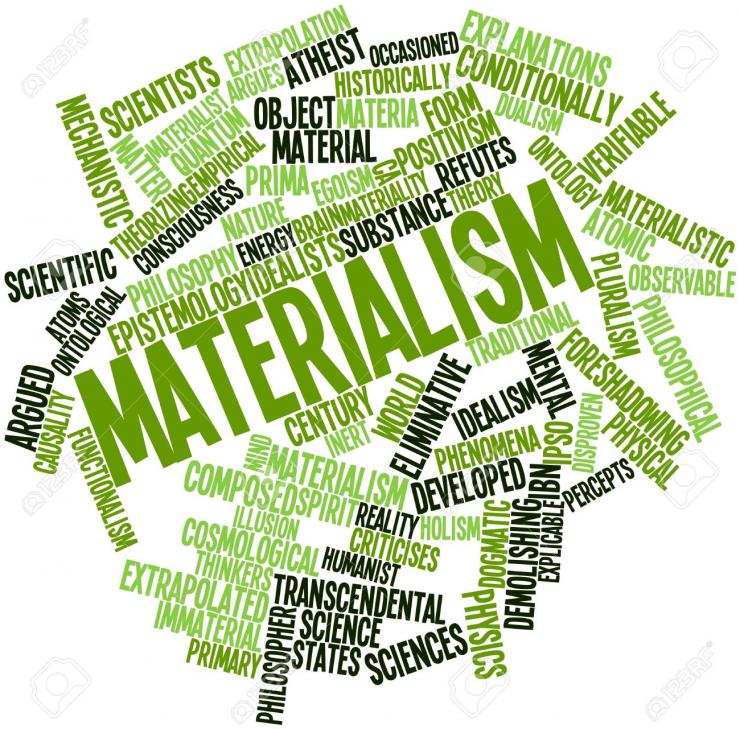 EXTRAPOLATION
EXPLANATIONS
OCCASIONED
ATHEIST
SCIENTISTS
ARGUES
HISTORICALLY
CONDITIONALLY
MATERIALIST
OBJECT
MATERIA
FORM
DUALISM
VERIFIABLE
MECHANISTIC
MATTER
QUANTUM
MATERIAL
CA
POSITIVISM
ONTOLOGY
THEORIZING
EMPIRICAL
PRIMA
EGOISM
REFUTES
MATERIALISTIC
CONSCIOUSNESS
NATURE
BRAIN
MATERIALITY
THEORY
ATOMIC
SCIENTIFIC
PHILOSOPHY
ENERGY
SUBSTANCE
OBSERVABLE
ATOMS
ONTOLOGICAL
EPISTEMOLOGY
IDEALISTS
PLURALISM
MATERIALISM
TRADITIONAL
PHILOSOPHICAL
ARGUED
CAUSALITY
FUNCTIONALISM
CENTURY
WORLD
ELIMINATIVE
IDEALISM
MENTAL
FORESHADOWING
INERT
PHENOMENA
IPSO
DISPROVEN
PHYSICAL
MIND
MATERIALISM
DEVELOPED
IBN
PERCEPTS
COMPOSED
SPIRIT
REALITY
HOLISM
ILLUSION
CRITICISES
DOGMATIC
DEMOLISHING
EXPLICABLE
COSMOLOGICAL
THINKERS
HUMANIST
EXTRAPOLATED
TRANSCENDENTAL
PHYSICS
IMMATERIAL
PHILOSOPHER
SCIENCE
PRIMARY
STATES
SCIENCES
123RF